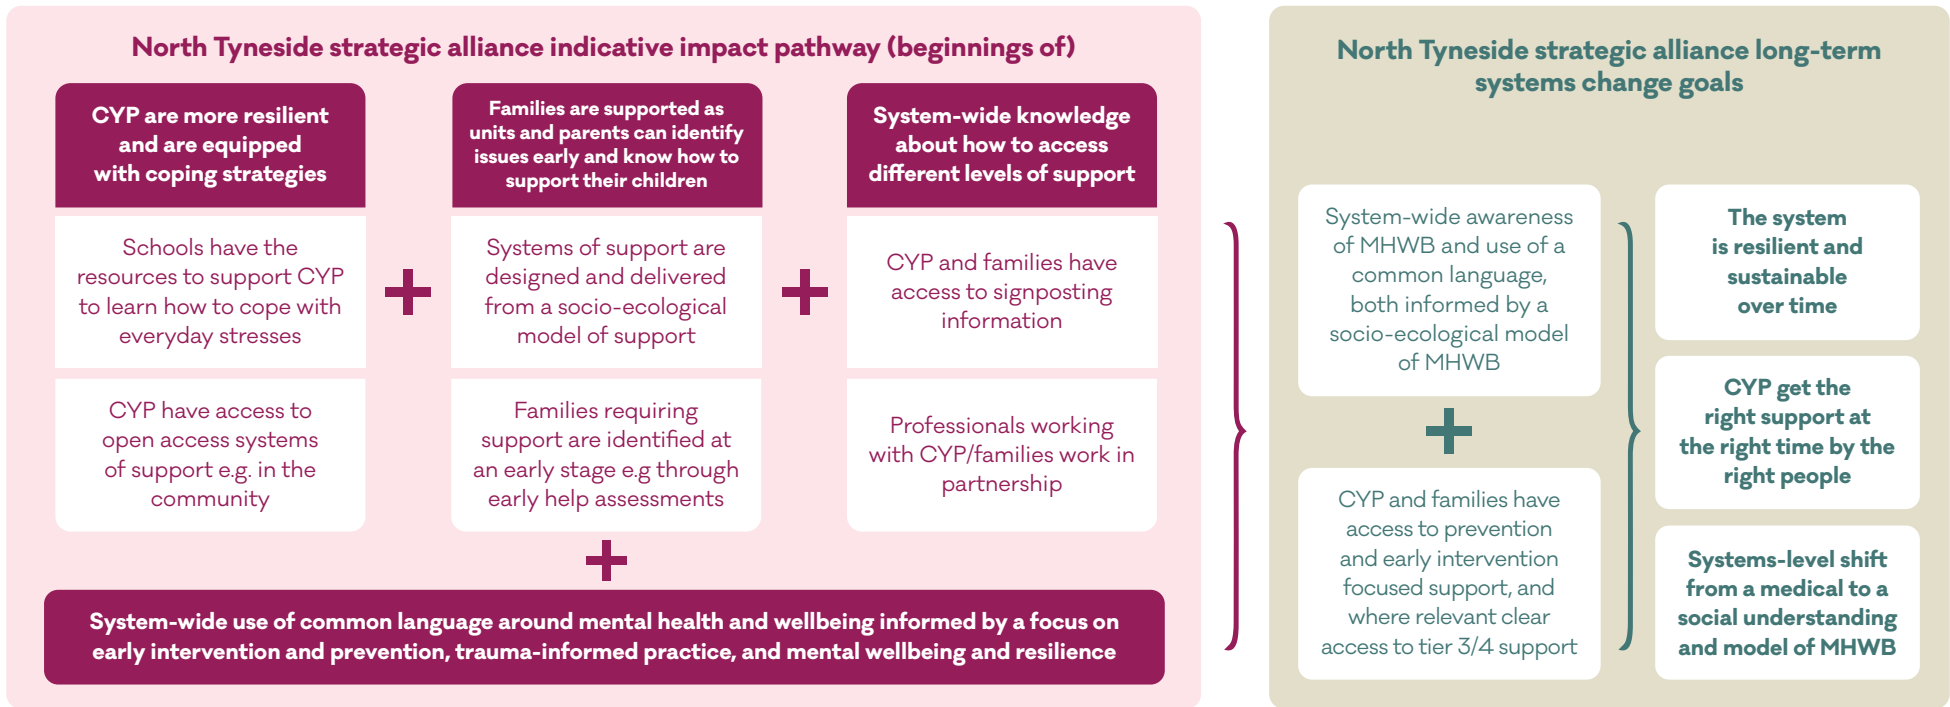 North Tyneside strategic alliance indicative impact pathway (beginnings of)
CYP are more resilient
and are equipped
with coping strategies
Schools have the
resources to support CYP
to learn how to cope with
everyday stresses
CYP have access to
open access systems
of support e.g. in the
community
Families are supported as
units and parents can identify
issues early and know how to
support their children
Systems of support are
designed and delivered
from a socio-ecological
model of support
Families requiring
support are identified at
an early stage e.g through
early help assessments
System-wide knowledge
about how to access
different levels of support
CYP and families have
access to signposting
information
Professionals working
with CYP/families work in
partnership
System-wide use of common language around mental health and wellbeing informed by a focus on
early intervention and prevention, trauma-informed practice, and mental wellbeing and resilience
North Tyneside strategic alliance long-term
systems change goals
System-wide awareness
of MHWB and use of a
common language,
both informed by a
socio-ecological model
of MHWB
CYP and families have
access to prevention
and early intervention
focused support, and
where relevant clear
access to tier 3/4 support
The system
is resilient and
sustainable
over time
CYP get the
right support at
the right time by the
right people
Systems-level shift
from a medical to a
social understanding
and model of MHWB